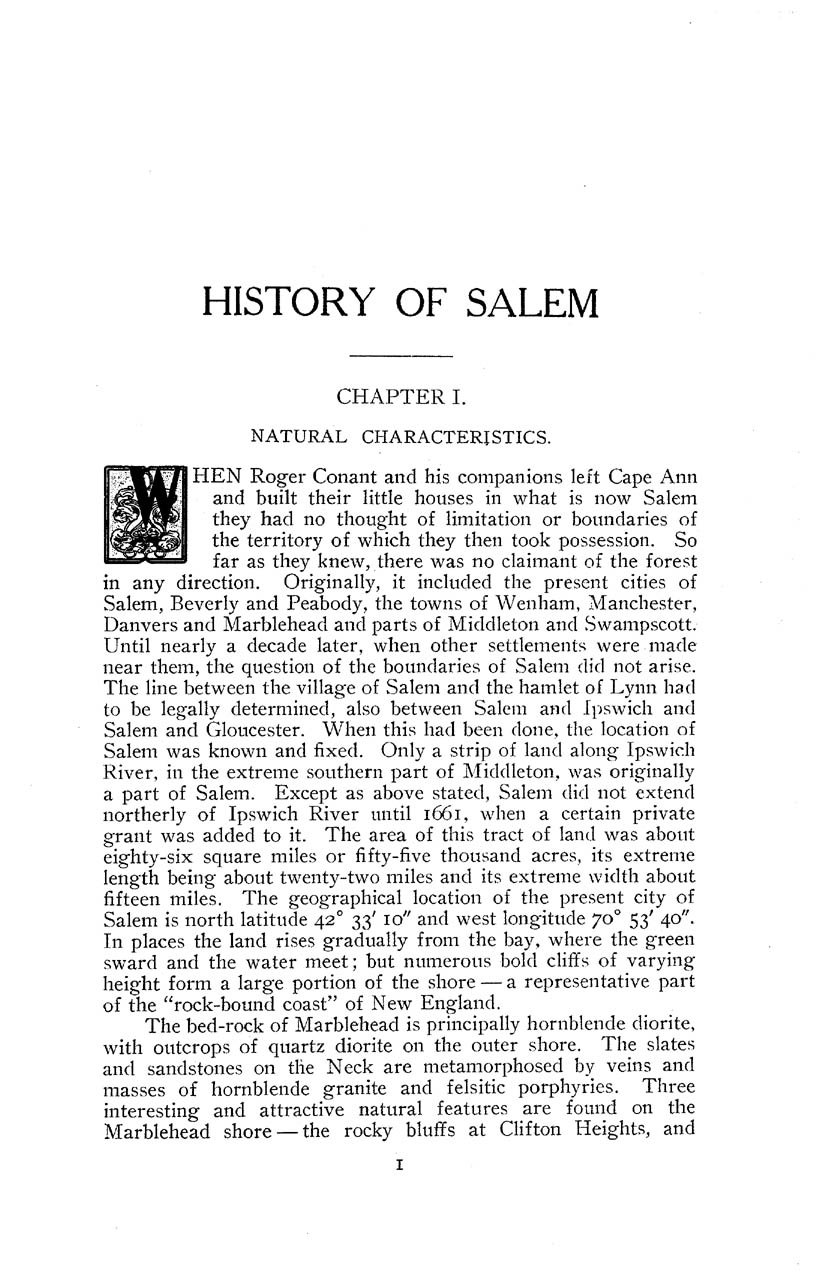 HISTORY OF SALEM
CHAPTER I.
NATURAL CHARACTERISTICS.
WHEN Roger Conant and his companions left Cape Ann
and built their little houses in what is now Salem
they had no thought of limitation or boundaries of
the territory of which they then took possession. So
far as they knew, there was no claimant of the forest
in any direction. Originally, it included the present cities of
Salem, Beverly and Peabody, the towns of Wenham, Manchester,
Danvers and Marblehead and parts of Middleton and Swampscott.
Until nearly a decade later, when other settlements were made
near them, the question of the boundaries of Salem did not arise.
The line between the village of Salem and the hamlet of Lynn had
to be legally determined, also between Salem and Ipswich and
Salem and Gloucester. When this had been done, the location of
Salem was known and fixed. Only a strip of land along Ipswich
River, in the extreme southern part of Middleton, was originally
a part of Salem. Except as above stated, Salem did not extend
northerly of Ipswich River until 1661, when a certain private
grant was added to it. The area of this tract of land was about
eighty-six square miles or fifty-five thousand acres, its extreme
length being about twenty-two miles and its extreme width about
fifteen miles. The geographical location of the present city of
Salem is north latitude 42° 33′ 10″ and west longitude 70° 53′ 40″.
In places the land rises gradually from the bay, where the green
sward and the water meet; but numerous bold cliffs of varying
height form a large portion of the shore — a representative part
of the “rock-bound coast” of New England.
The bed-rock of Marblehead is principally hornblende diorite,
with outcrops of quartz diorite on the outer shore. The slates
and sandstones on the Neck are metamorphosed by veins and
masses of hornblende granite and felsitic porphyries. Three
interesting and attractive natural features are found on the
Marblehead shore — the rocky bluffs at Clifton Heights, and
1